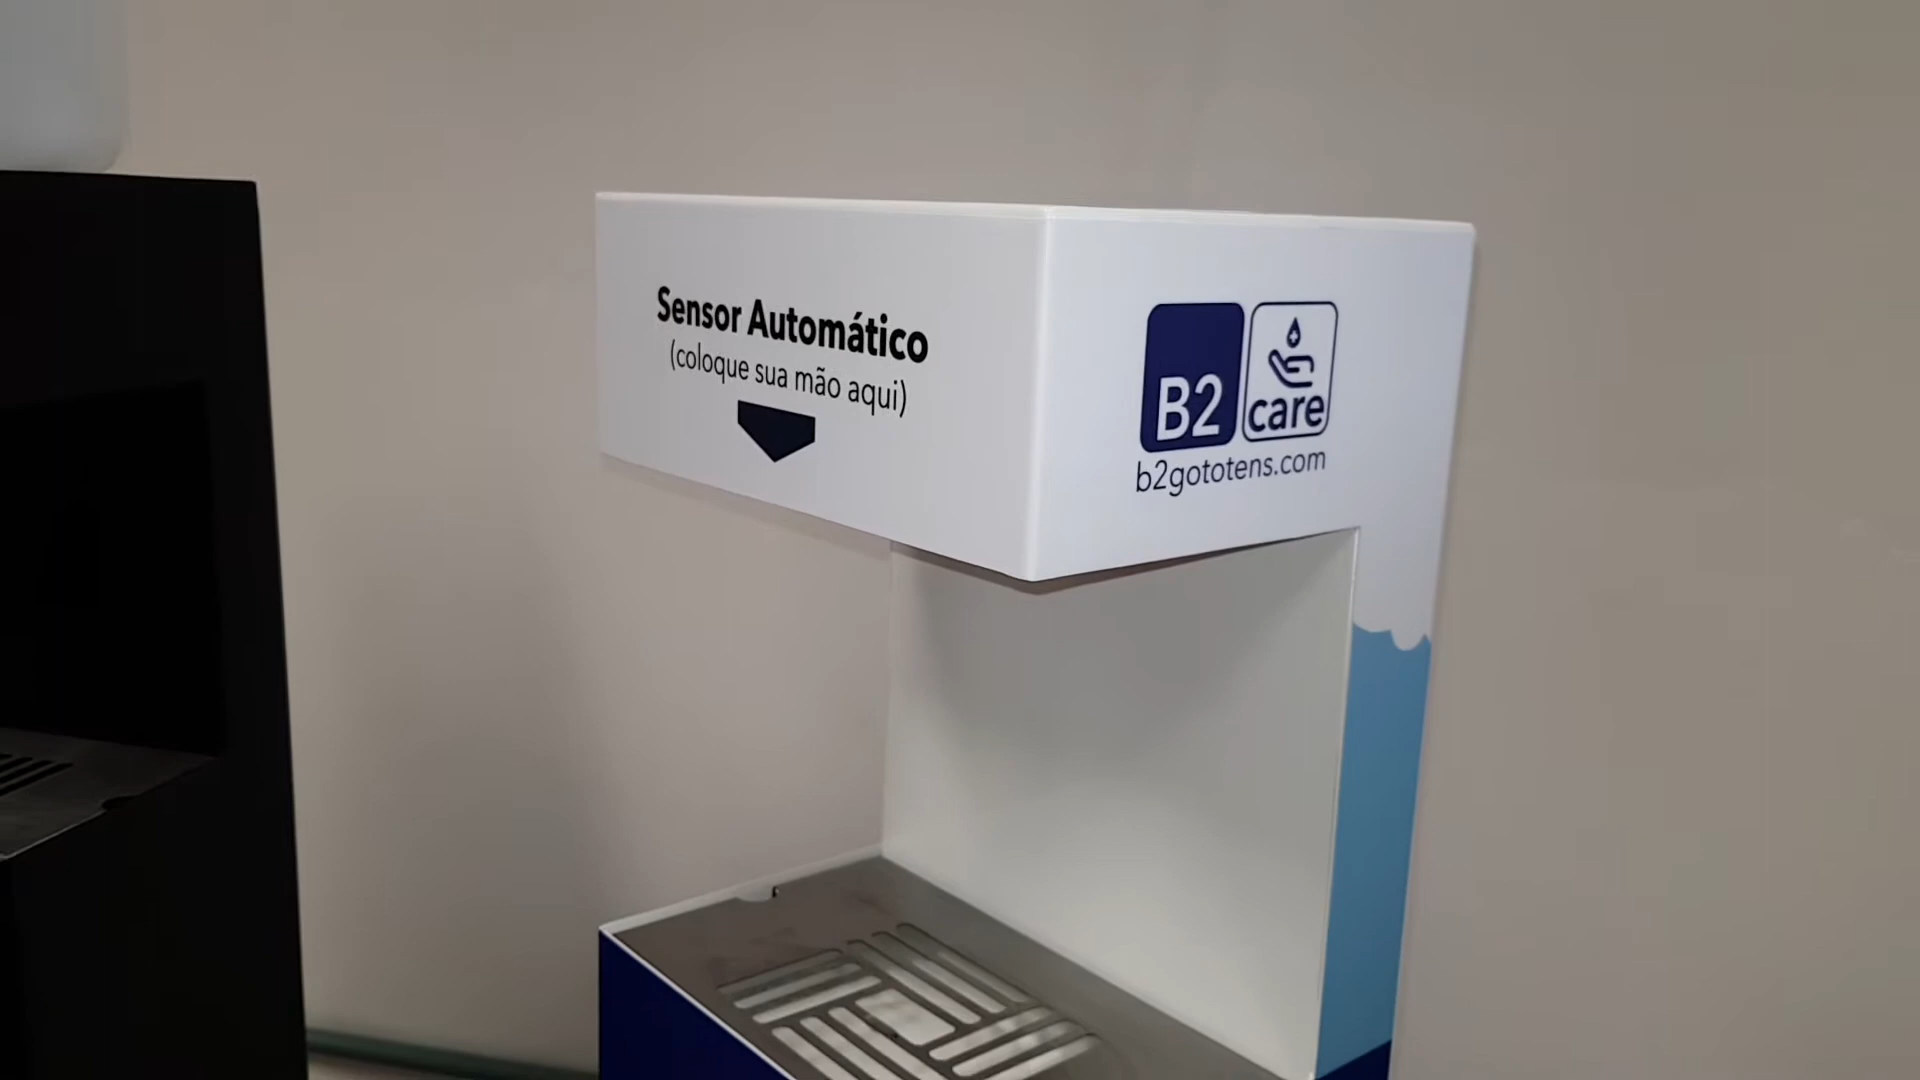 Sensor Automático
(coloque sua mão aqui)
B2
care
b2gototens.com